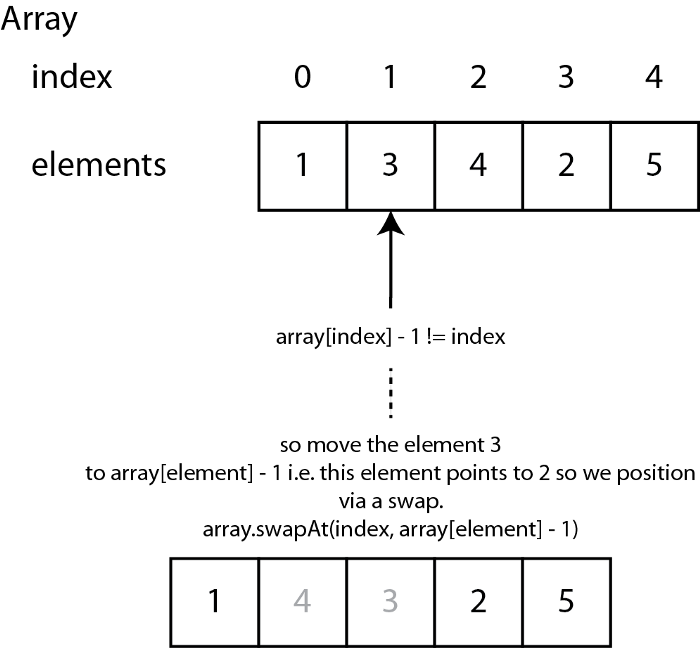 Array
index 0 1 2 3 4
elements 1 3 4 2 5
array[index] - 1 != index
so move the element 3
to array[element] - 1 i.e. this element points to 2 so we position
via a swap.
array.swapAt(index, array[element] - 1)
1 4 3 2 5